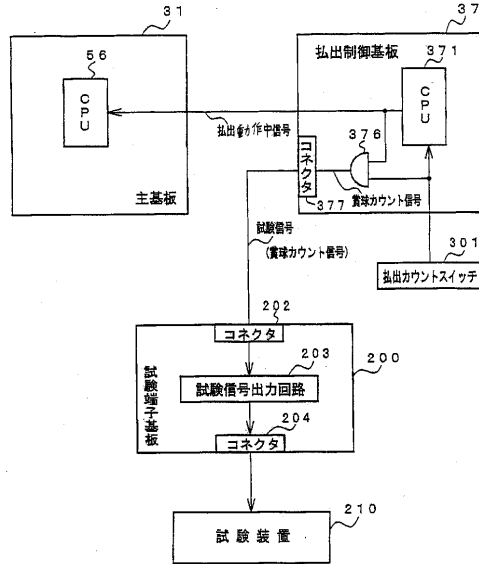 31
56
CPU
主基板
払出動作中信号
37
払出制御基板
371
CPU
376
コネクタ
377
賞球カウント信号
301
払出カウントスイッチ
試験信号
(賞球カウント信号)
202
コネクタ
200
203
試験信号出力回路
試験端子基板
204
コネクタ
210
試験装置